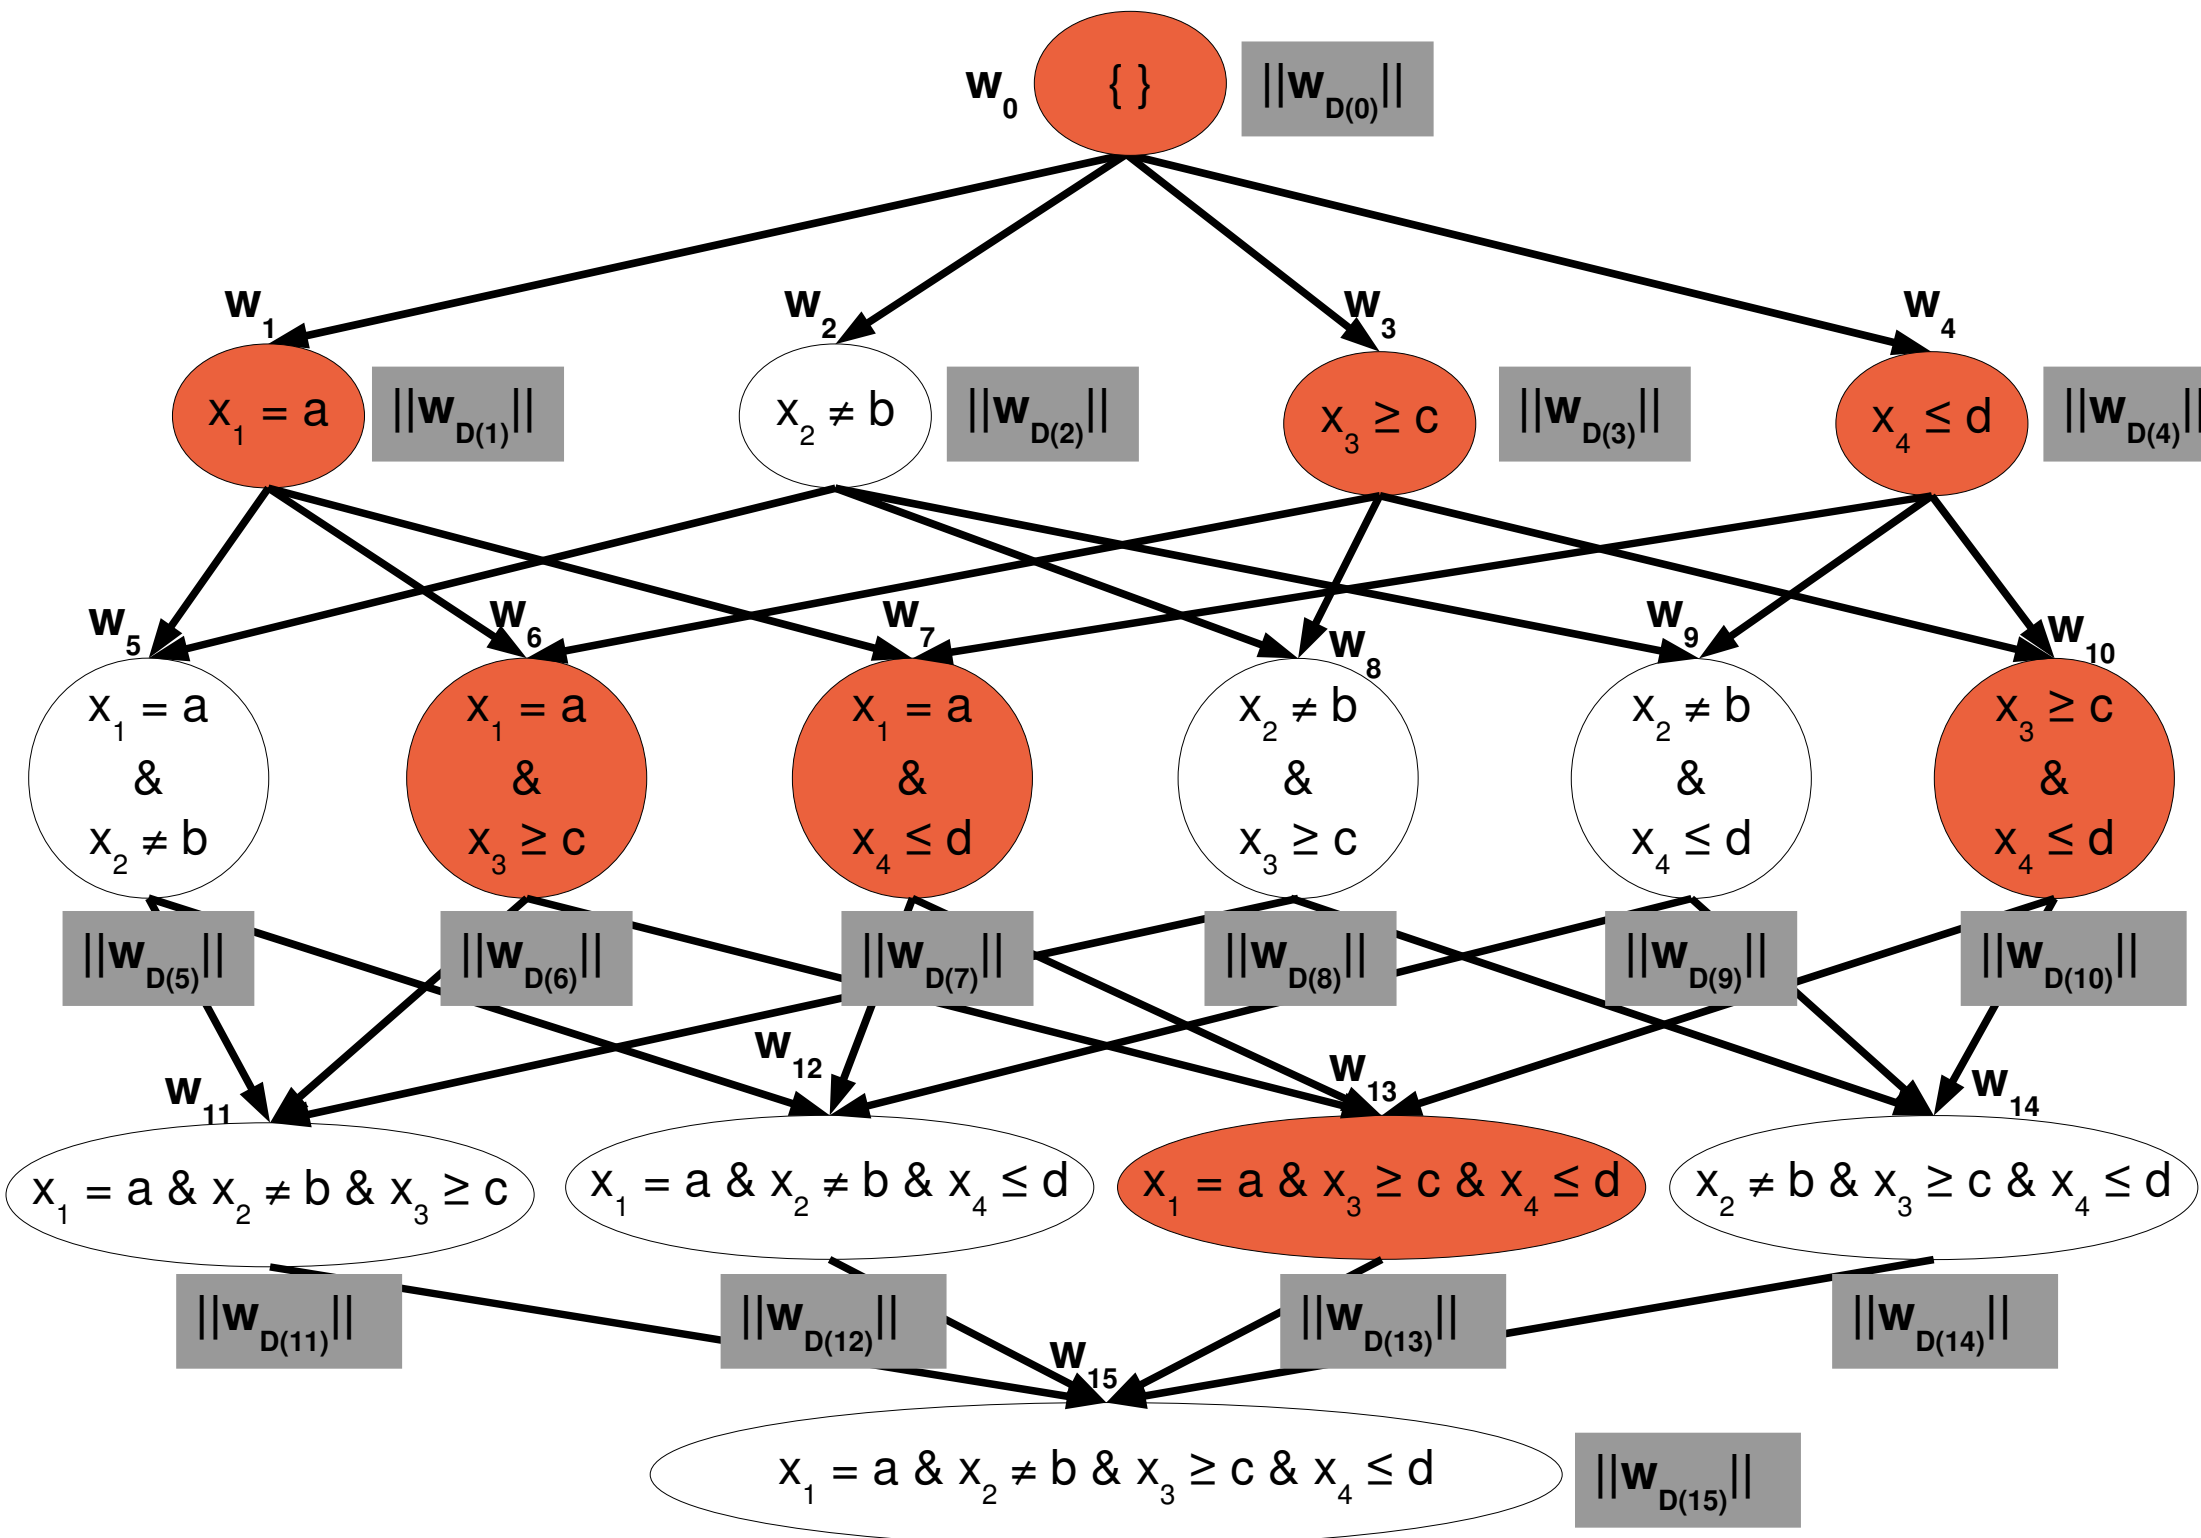 w0 { } ||wD(0)||
w1 w2 w3 w4
x1 = a ||wD(1)|| x2 ≠ b ||wD(2)|| x3 ≥ c ||wD(3)|| x4 ≤ d ||wD(4)||
w5 w6 w7 w8 w9 w10
x1 = a x1 = a x1 = a x2 ≠ b x2 ≠ b x3 ≥ c
& & & & & &
x2 ≠ b x3 ≥ c x4 ≤ d x3 ≥ c x4 ≤ d x4 ≤ d
||wD(5)|| ||wD(6)|| ||wD(7)|| ||wD(8)|| ||wD(9)|| ||wD(10)||
w11 w12 w13 w14
x1 = a & x2 ≠ b & x3 ≥ c x1 = a & x2 ≠ b & x4 ≤ d x1 = a & x3 ≥ c & x4 ≤ d x2 ≠ b & x3 ≥ c & x4 ≤ d
||wD(11)|| ||wD(12)|| ||wD(13)|| ||wD(14)||
w15
x1 = a & x2 ≠ b & x3 ≥ c & x4 ≤ d ||wD(15)||